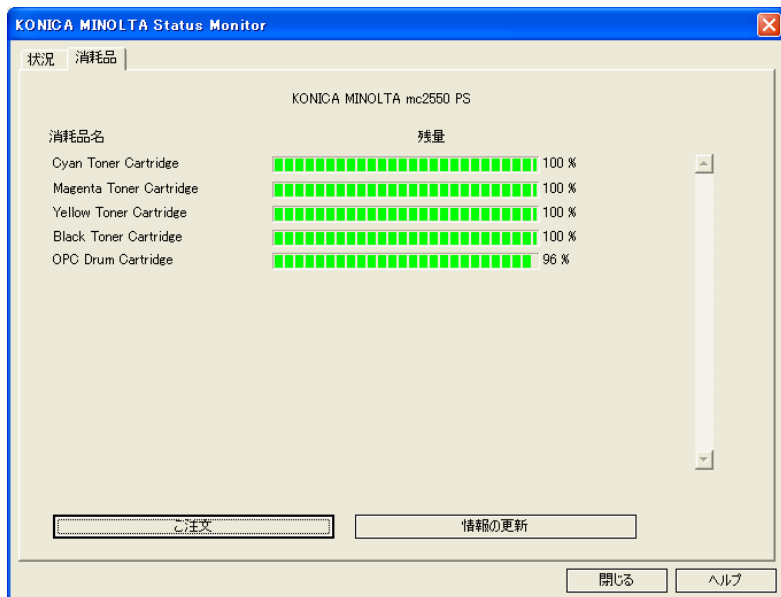 KONICA MINOLTA Status Monitor
状況 消耗品
KONICA MINOLTA mc2550 PS
消耗品名 残量
Cyan Toner Cartridge 100 %
Magenta Toner Cartridge 100 %
Yellow Toner Cartridge 100 %
Black Toner Cartridge 100 %
OPC Drum Cartridge 96 %
ご注文 情報の更新
閉じる ヘルプ